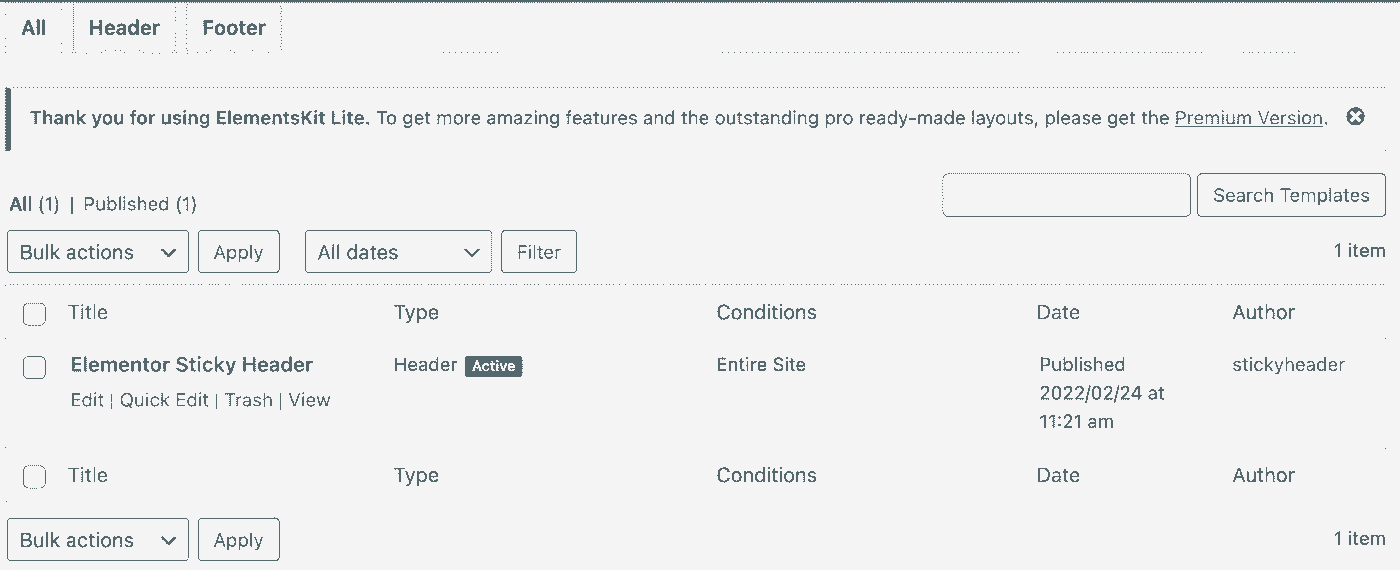 All Header Footer
Thank you for using ElementsKit Lite. To get more amazing features and the outstanding pro ready-made layouts, please get the Premium Version.
All (1) | Published (1)
Search Templates
Bulk actions Apply All dates Filter 1 item
Title Type Conditions Date Author
Elementor Sticky Header Header Active Entire Site Published stickyheader
Edit | Quick Edit | Trash | View 2022/02/24 at
11:21 am
Title Type Conditions Date Author
Bulk actions Apply 1 item